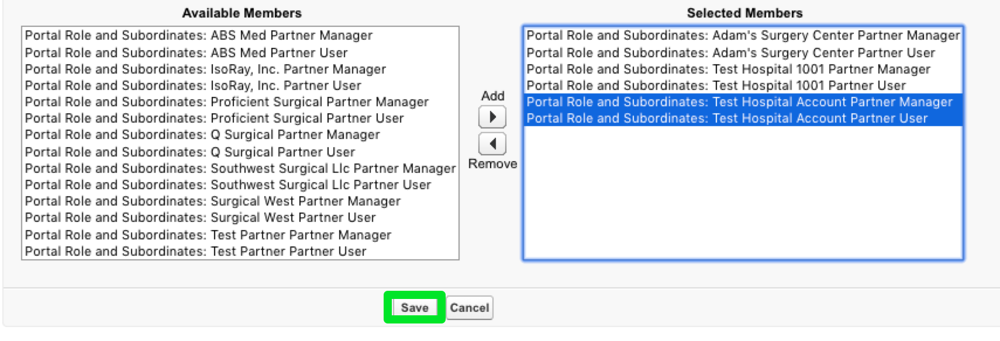 Available Members
Portal Role and Subordinates: ABS Med Partner Manager
Portal Role and Subordinates: ABS Med Partner User
Portal Role and Subordinates: IsoRay, Inc. Partner Manager
Portal Role and Subordinates: IsoRay, Inc. Partner User
Portal Role and Subordinates: Proficient Surgical Partner Manager
Portal Role and Subordinates: Proficient Surgical Partner User
Portal Role and Subordinates: Q Surgical Partner Manager
Portal Role and Subordinates: Q Surgical Partner User
Portal Role and Subordinates: Southwest Surgical Llc Partner Manager
Portal Role and Subordinates: Southwest Surgical Llc Partner User
Portal Role and Subordinates: Surgical West Partner Manager
Portal Role and Subordinates: Surgical West Partner User
Portal Role and Subordinates: Test Partner Partner Manager
Portal Role and Subordinates: Test Partner Partner User
Add
Remove
Selected Members
Portal Role and Subordinates: Adam's Surgery Center Partner Manager
Portal Role and Subordinates: Adam's Surgery Center Partner User
Portal Role and Subordinates: Test Hospital 1001 Partner Manager
Portal Role and Subordinates: Test Hospital 1001 Partner User
Portal Role and Subordinates: Test Hospital Account Partner Manager
Portal Role and Subordinates: Test Hospital Account Partner User
Save
Cancel